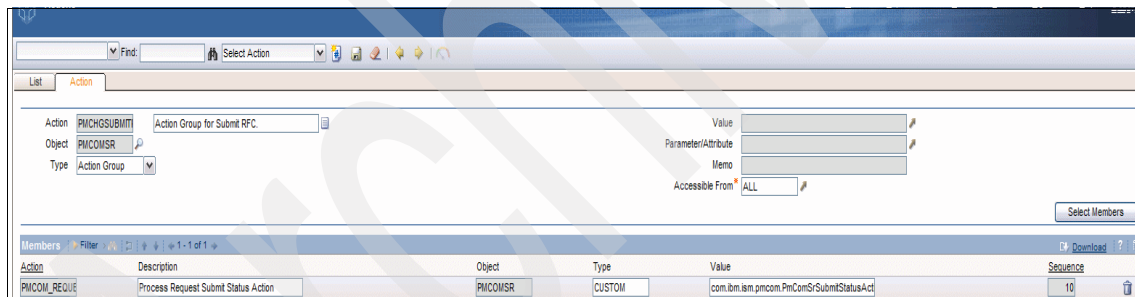 Find: Select Action
List Action
Action PMCHGSUBMITI Action Group for Submit RFC. Value
Object PMCOMSR Parameter/Attribute
Type Action Group Memo
Accessible From* ALL
Select Members
Members Filter 1 - 1 of 1 Download ?
Action Description Object Type Value Sequence
PMCOM_REQUE Process Request Submit Status Action PMCOMSR CUSTOM com.ibm.ism.pmcom.PmComSrSubmitStatusAct 10